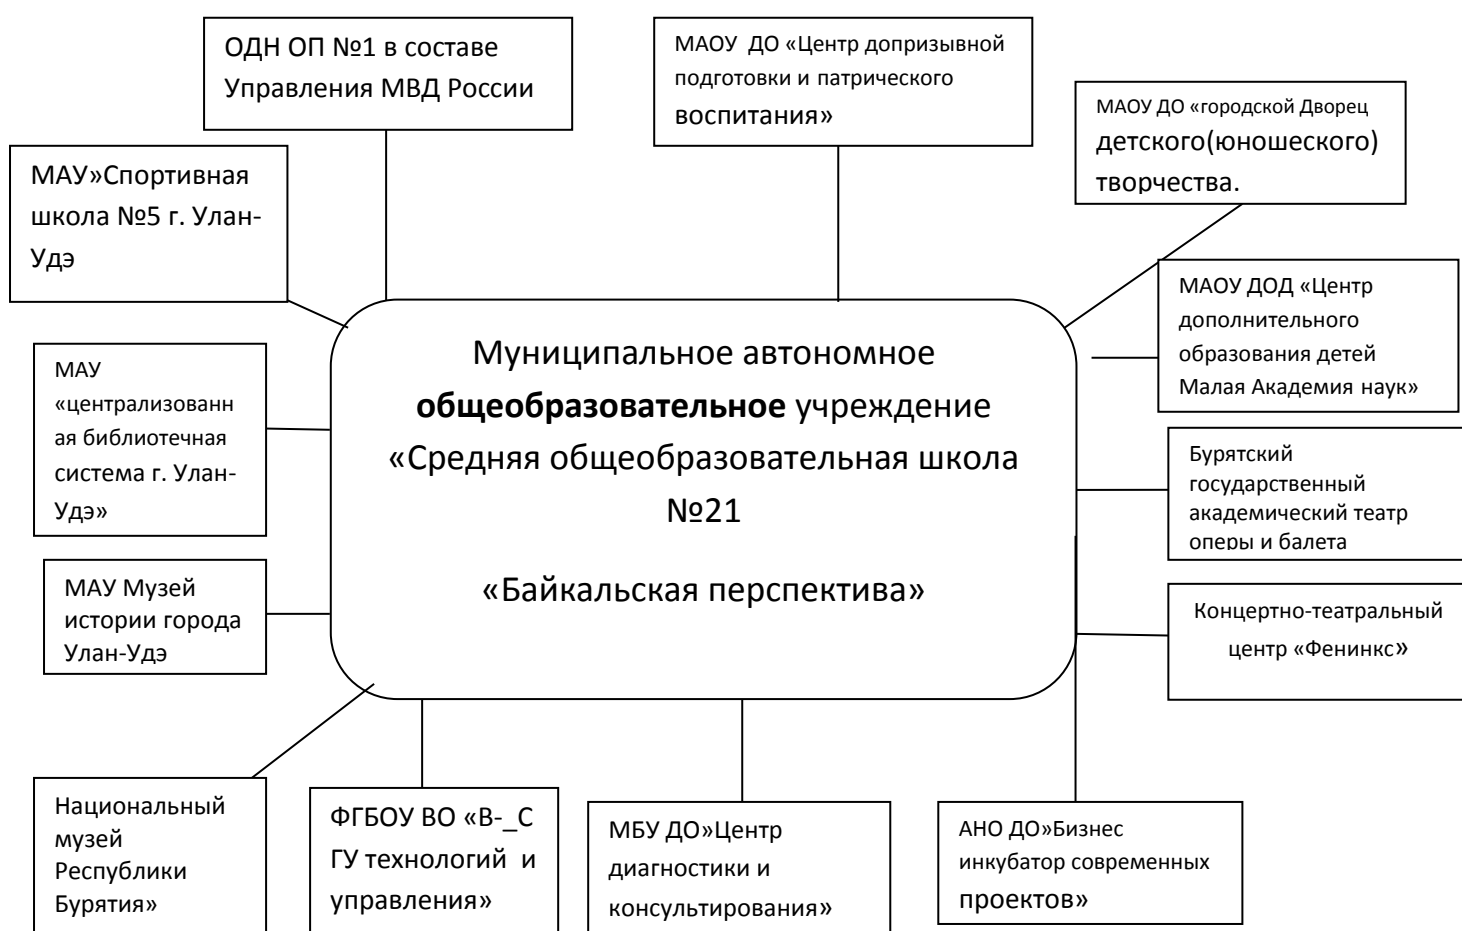 ОДН ОП №1 в составе
Управления МВД России
МАОУ ДО «Центр допризывной
подготовки и патрического
воспитания»
МАОУ ДО «городской Дворец
детского(юношеского)
творчества.
МАУ»Спортивная
школа №5 г. Улан-
Удэ
МАОУ ДОД «Центр
дополнительного
образования детей
Малая Академия наук»
Муниципальное автономное
общеобразовательное учреждение
«Средняя общеобразовательная школа
№21
«Байкальская перспектива»
МАУ
«централизованн
ая библиотечная
система г. Улан-
Удэ»
Бурятский
государственный
академический театр
оперы и балета
МАУ Музей
истории города
Улан-Удэ
Концертно-театральный
центр «Фенинкс»
Национальный
музей
Республики
Бурятия»
ФГБОУ ВО «В-_С
ГУ технологий и
управления»
МБУ ДО»Центр
диагностики и
консультирования»
АНО ДО»Бизнес
инкубатор современных
проектов»